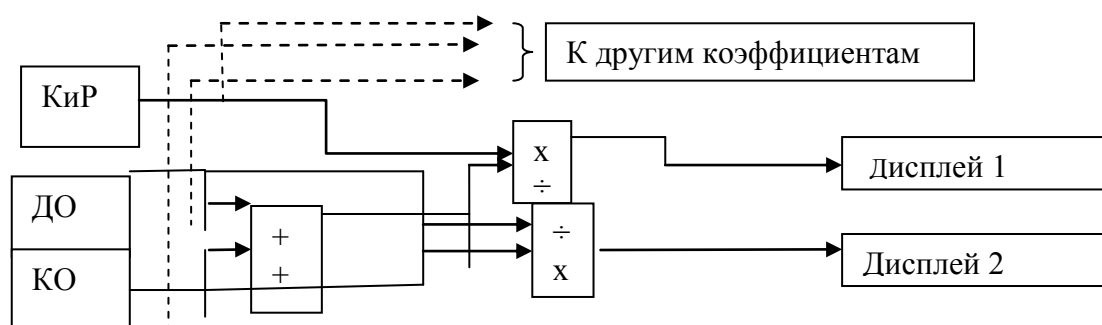 К другим коэффициентам
КиР
х
÷
Дисплей 1
ДО
+
+
÷
х
КО
Дисплей 2